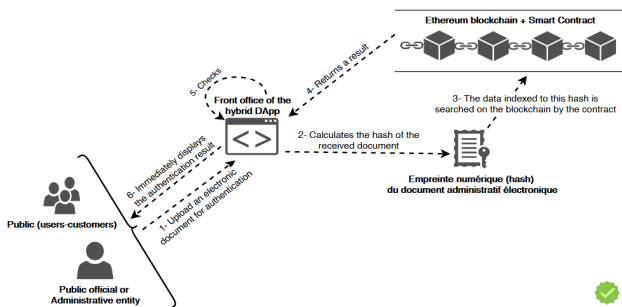 Ethereum blockchain + Smart Contract
5- Checks
4- Returns a result
Front office of the
hybrid DApp
3- The data indexed to this hash is
searched on the blockchain by the contract
2- Calculates the hash of the
received document
< >
6- Immediately displays
the authentication result
1- Upload an electronic
document for authentication
Empreinte numérique (hash)
du document administratif électronique
Public (users-customers)
Public official or
Administrative entity